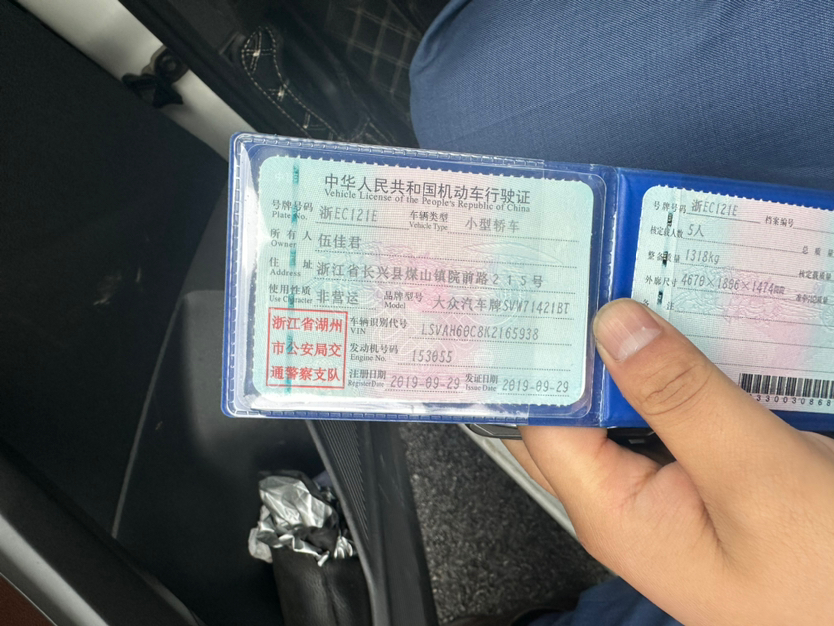 中华人民共和国机动车行驶证
Vehicle License of the People's Republic of China
号牌号码 浙EC121E 车辆类型 小型轿车
Plate No. Vehicle Type
所有人 伍佳君
Owner
住址 浙江省长兴县煤山镇院前路215号
Address
使用性质 非营运 品牌型号 大众汽车牌SVW71421BT
Use Character Model
浙江省湖州
市公安局交
通警察支队
车辆识别代号 LSVAH60C8K2165938
VIN
发动机号码 153055
Engine No.
注册日期 2019-09-29 发证日期 2019-09-29
Register Date Issue Date
号牌号码 浙EC121E 档案编号
核定载人数 5人 总质量
整备质量 1318kg 核定载质量
外廓尺寸 4670×1806×1474mm
备注